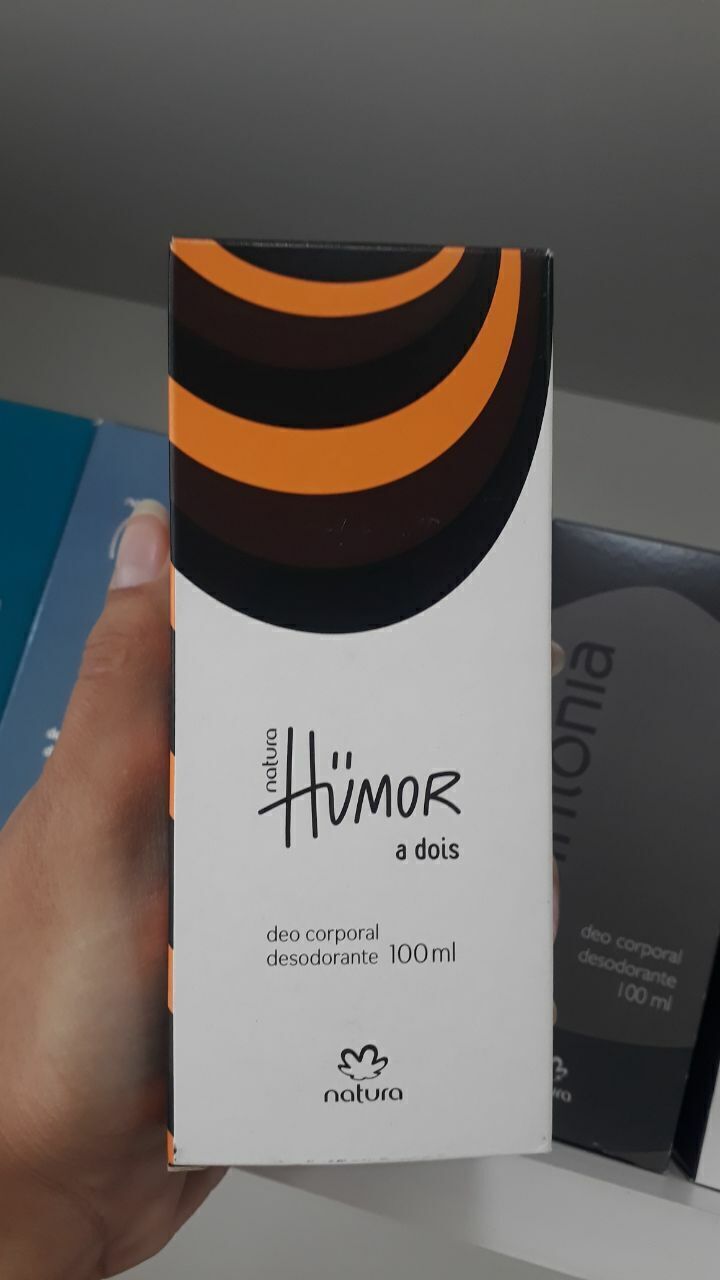 natura
HÜMOR
a dois
deo corporal
desodorante 100ml
natura
deo corporal
desodorante
100 ml